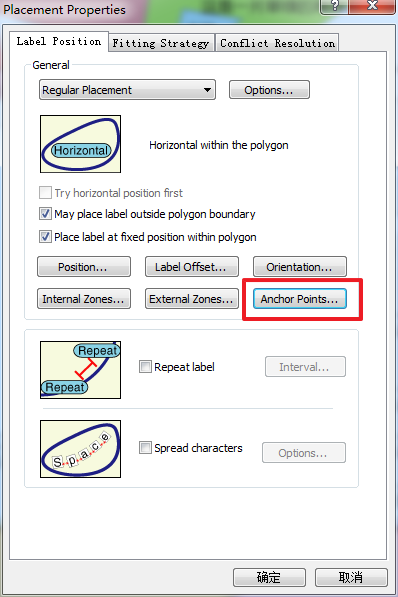 Placement Properties
Label Position Fitting Strategy Conflict Resolution
General
Regular Placement Options...
Horizontal
Horizontal within the polygon
Try horizontal position first
May place label outside polygon boundary
Place label at fixed position within polygon
Position... Label Offset... Orientation...
Internal Zones... External Zones... Anchor Points...
Repeat
Repeat label Interval...
Repeat
Space
Spread characters Options...
确定 取消